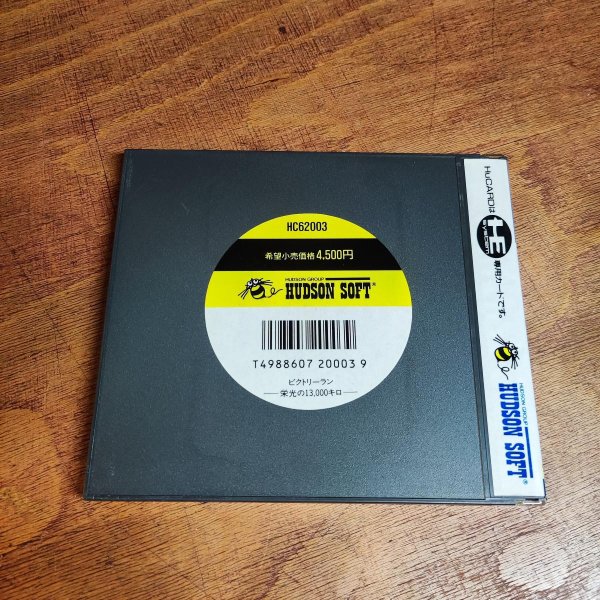 HC62003
希望小売価格 4,500円
HUDSON GROUP
HUDSON SOFT®
T4988607 20003 9
ビクトリーラン
栄光の13,000キロ
HuCARDは
HE
SYSTEM
専用カードです。
HUDSON GROUP
HUDSON SOFT®